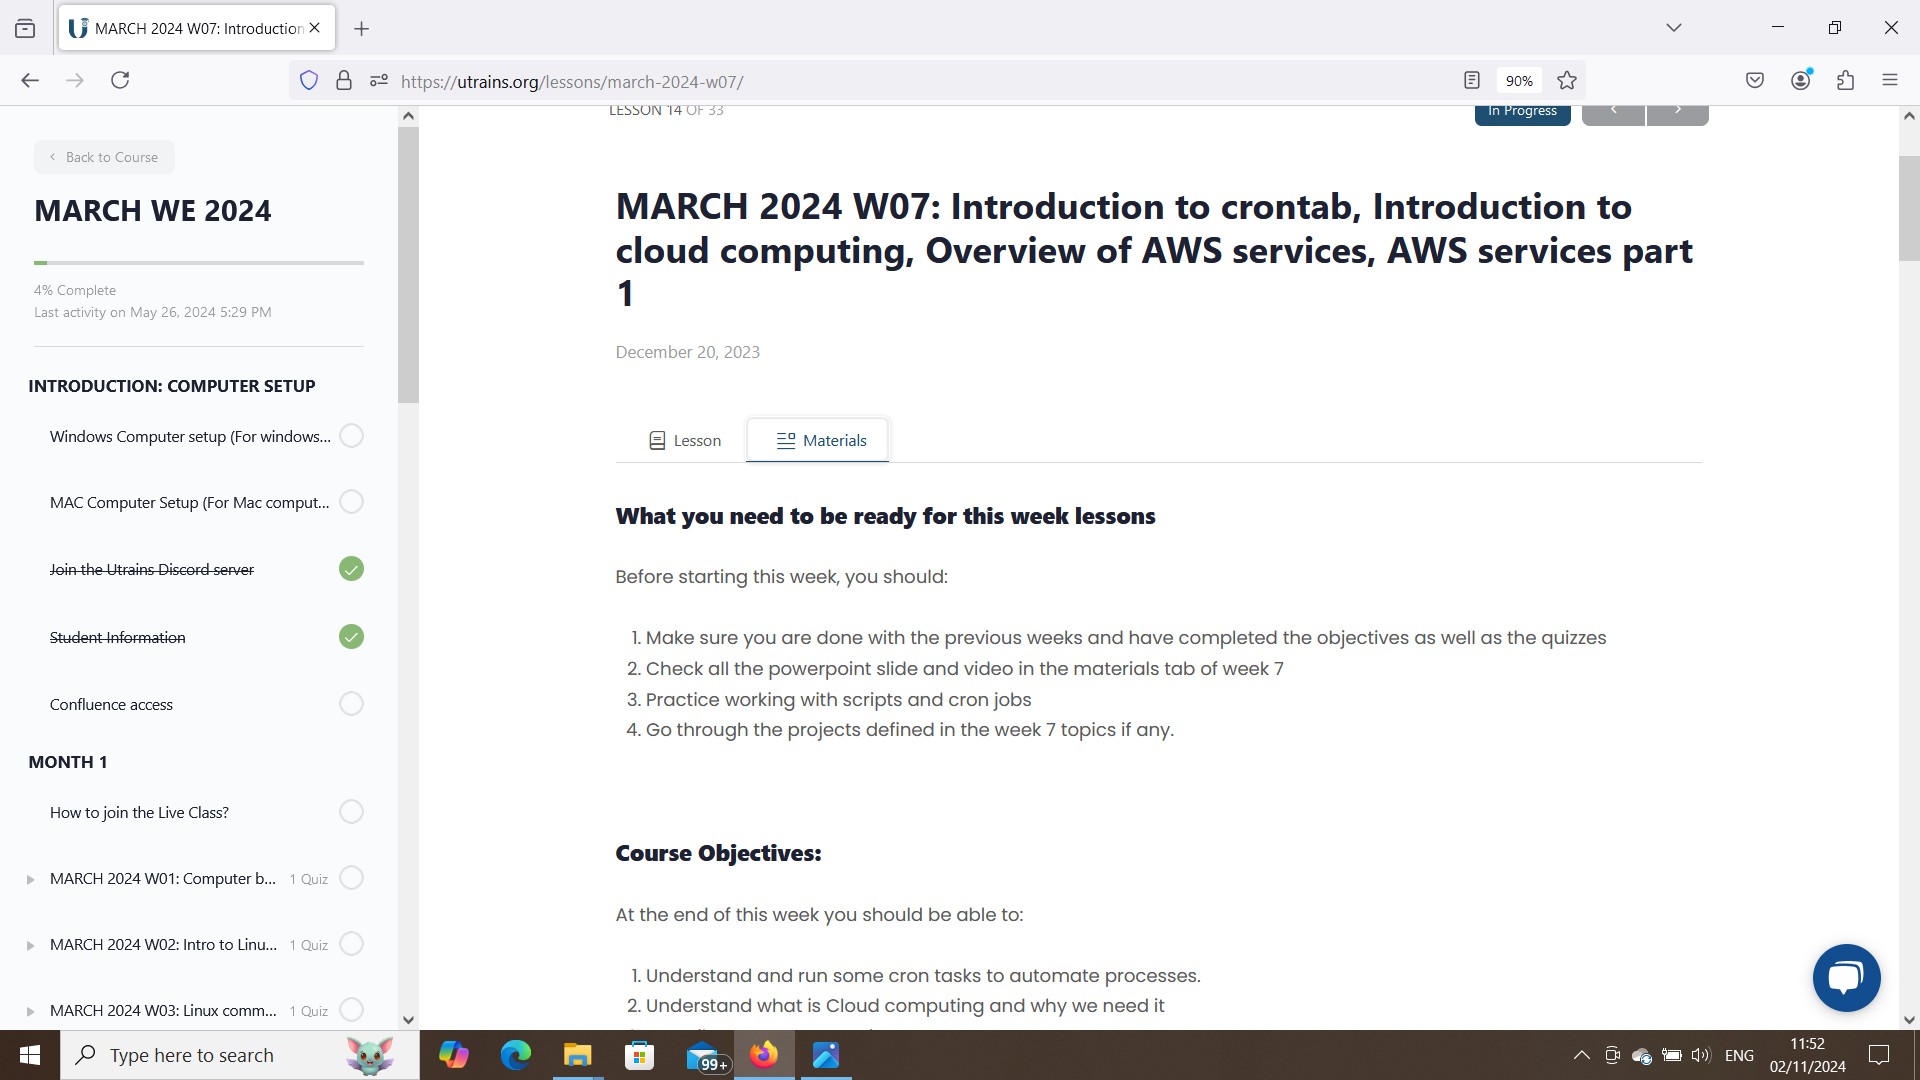 MARCH 2024 W07: Introduction
https://utrains.org/lessons/march-2024-w07/
90%
LESSON 14 OF 33
In Progress
Back to Course
MARCH WE 2024
4% Complete
Last activity on May 26, 2024 5:29 PM
INTRODUCTION: COMPUTER SETUP
Windows Computer setup (For windows...
MAC Computer Setup (For Mac comput...
Join the Utrains Discord server
Student Information
Confluence access
MONTH 1
How to join the Live Class?
MARCH 2024 W01: Computer b... 1 Quiz
MARCH 2024 W02: Intro to Linu... 1 Quiz
MARCH 2024 W03: Linux comm... 1 Quiz
MARCH 2024 W07: Introduction to crontab, Introduction to
cloud computing, Overview of AWS services, AWS services part
1
December 20, 2023
Lesson
Materials
What you need to be ready for this week lessons
Before starting this week, you should:
1. Make sure you are done with the previous weeks and have completed the objectives as well as the quizzes
2. Check all the powerpoint slide and video in the materials tab of week 7
3. Practice working with scripts and cron jobs
4. Go through the projects defined in the week 7 topics if any.
Course Objectives:
At the end of this week you should be able to:
1. Understand and run some cron tasks to automate processes.
2. Understand what is Cloud computing and why we need it
Type here to search
99+
ENG
11:52
02/11/2024